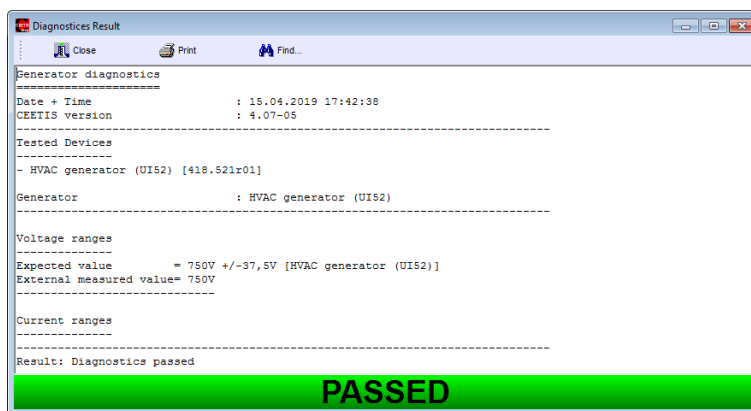 Diagnostices Result
Close Print Find...
Generator diagnostics
=====================
Date + Time : 15.04.2019 17:42:38
CEETIS version : 4.07-05
------------------------------------------------------------------------------
Tested Devices
--------------
- HVAC generator (UI52) [418.521r01]
Generator : HVAC generator (UI52)
------------------------------------------------------------------------------
Voltage ranges
--------------
Expected value = 750V +/-37,5V [HVAC generator (UI52)]
External measured value= 750V
-----------------------------
Current ranges
--------------
------------------------------------------------------------------------------
Result: Diagnostics passed
PASSED